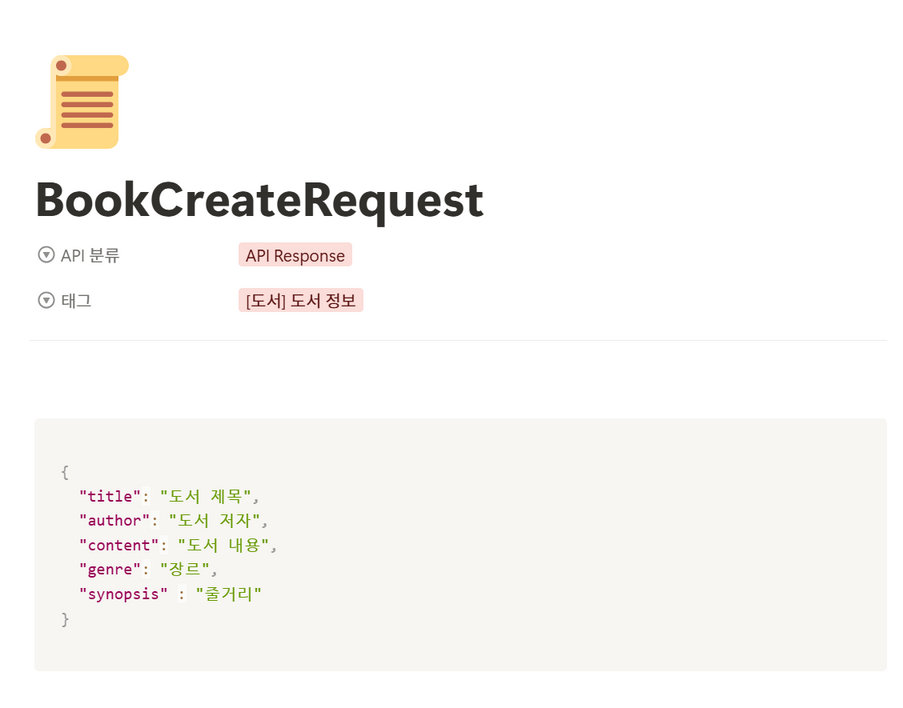 BookCreateRequest
API 분류 API Response
태그 [도서] 도서 정보
{
"title": "도서 제목",
"author": "도서 저자",
"content": "도서 내용",
"genre": "장르",
"synopsis" : "줄거리"
}